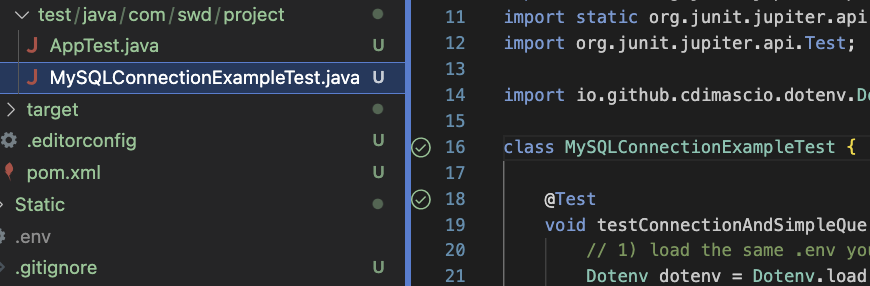 test/java/com/swd/project
AppTest.java U
MySQLConnectionExampleTest.java U
target
.editorconfig U
pom.xml U
Static
.env
.gitignore U
11 import static org.junit.jupiter.api
12 import org.junit.jupiter.api.Test;
13
14 import io.github.cdimascio.dotenv.Do
15
16 class MySQLConnectionExampleTest {
17
18 @Test
19 void testConnectionAndSimpleQue
20 // 1) load the same .env you
21 Dotenv dotenv = Dotenv.load